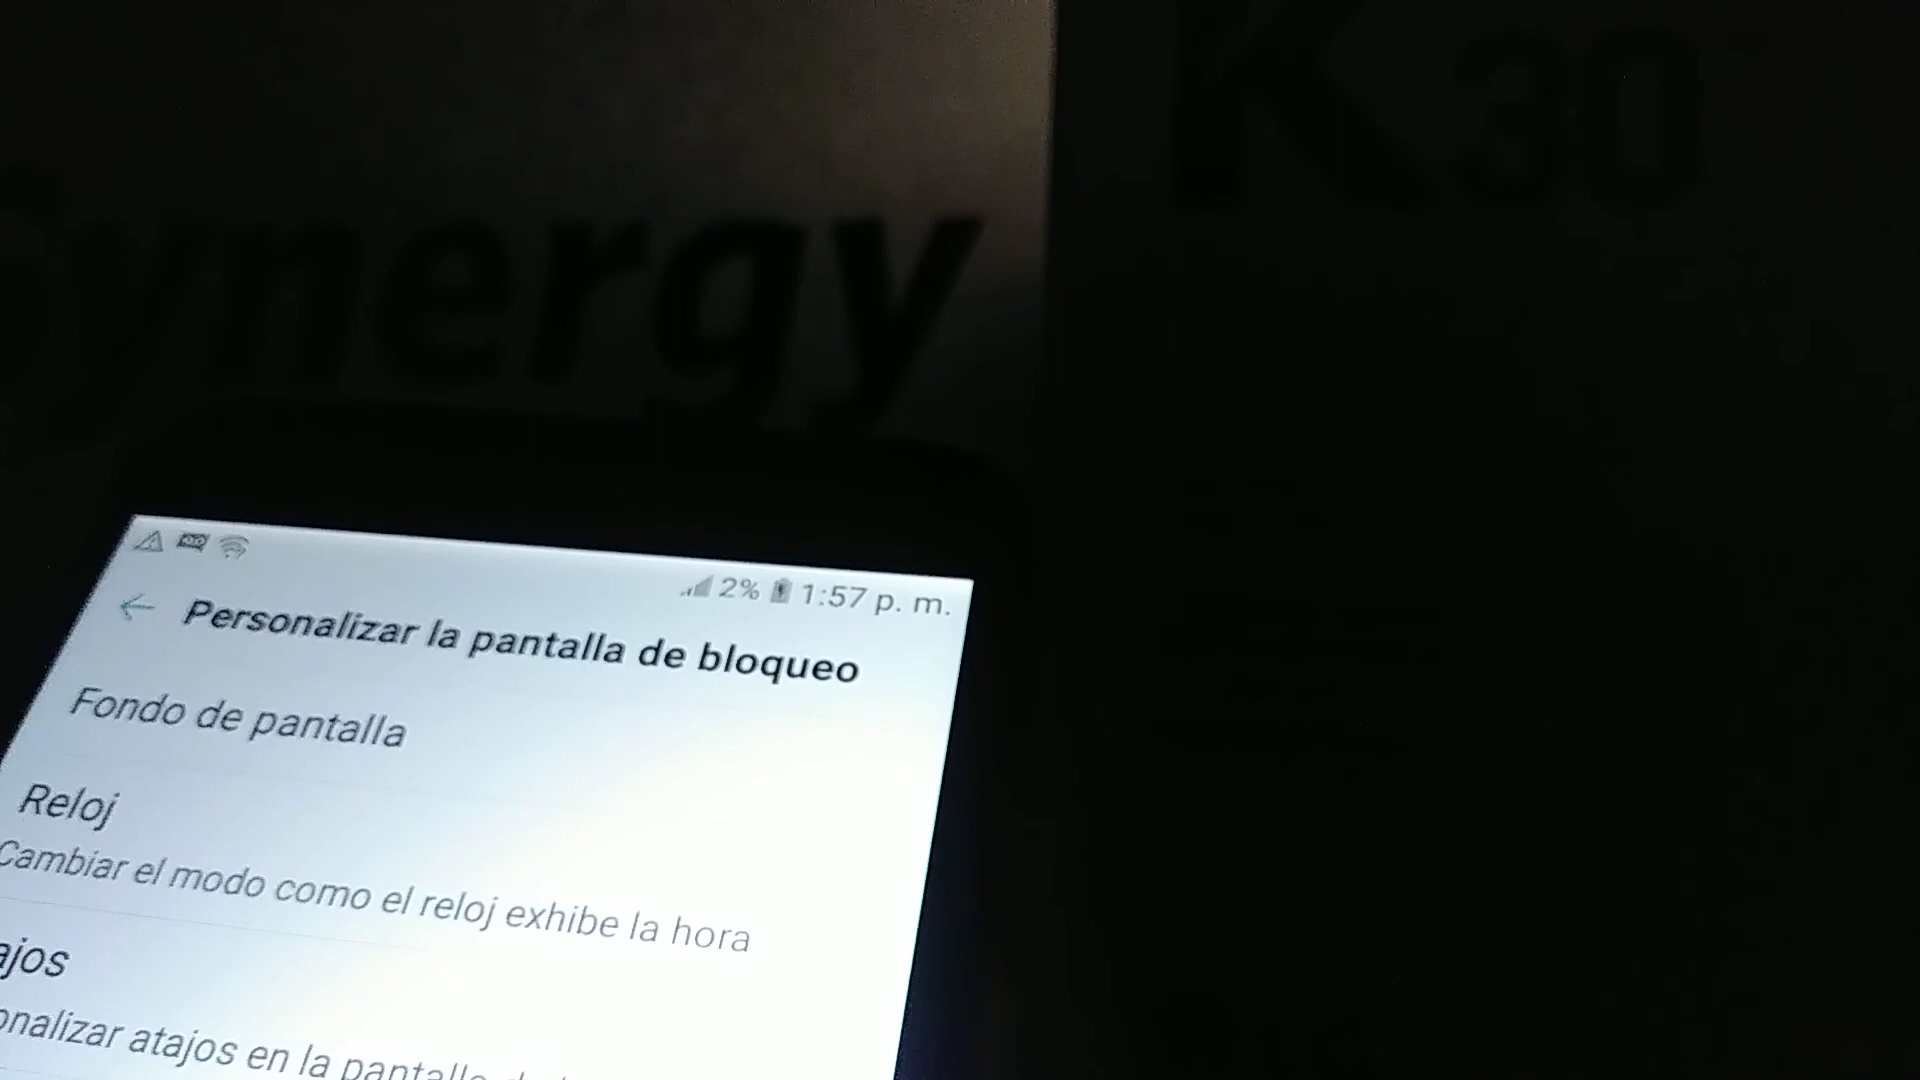 K30
synergy
2% 1:57 p. m.
Personalizar la pantalla de bloqueo
Fondo de pantalla
Reloj
Cambiar el modo como el reloj exhibe la hora
ajos
onalizar atajos en la pantalla